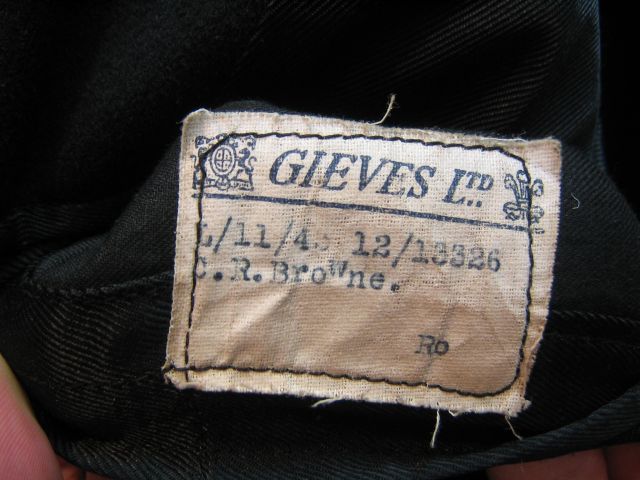 GIEVES LTD.
12/13326
C.R.Browne.
Ro